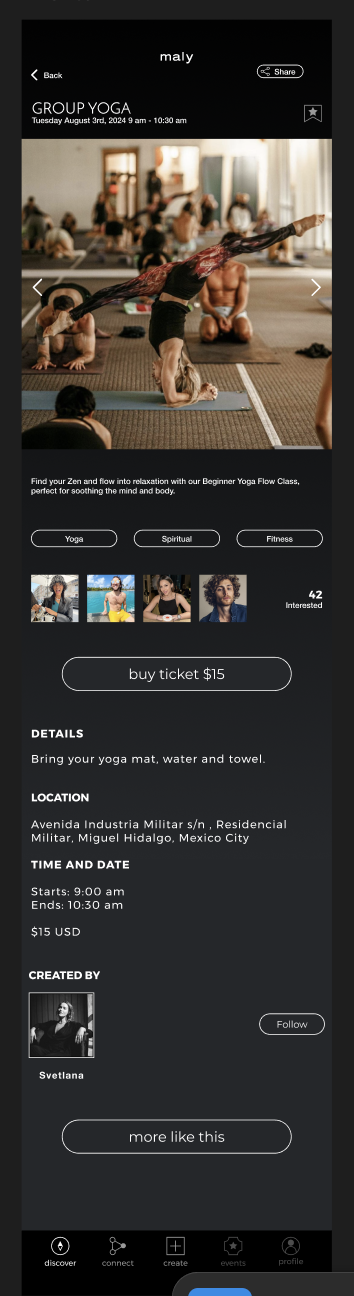 maly
Back
Share
GROUP YOGA
Tuesday August 3rd, 2024 9 am - 10:30 am
Find your Zen and flow into relaxation with our Beginner Yoga Flow Class,
perfect for soothing the mind and body.
Yoga
Spiritual
Fitness
42
Interested
buy ticket $15
DETAILS
Bring your yoga mat, water and towel.
LOCATION
Avenida Industria Militar s/n , Residencial
Militar, Miguel Hidalgo, Mexico City
TIME AND DATE
Starts: 9:00 am
Ends: 10:30 am
$15 USD
CREATED BY
Follow
Svetlana
more like this
discover
connect
create
events
profile